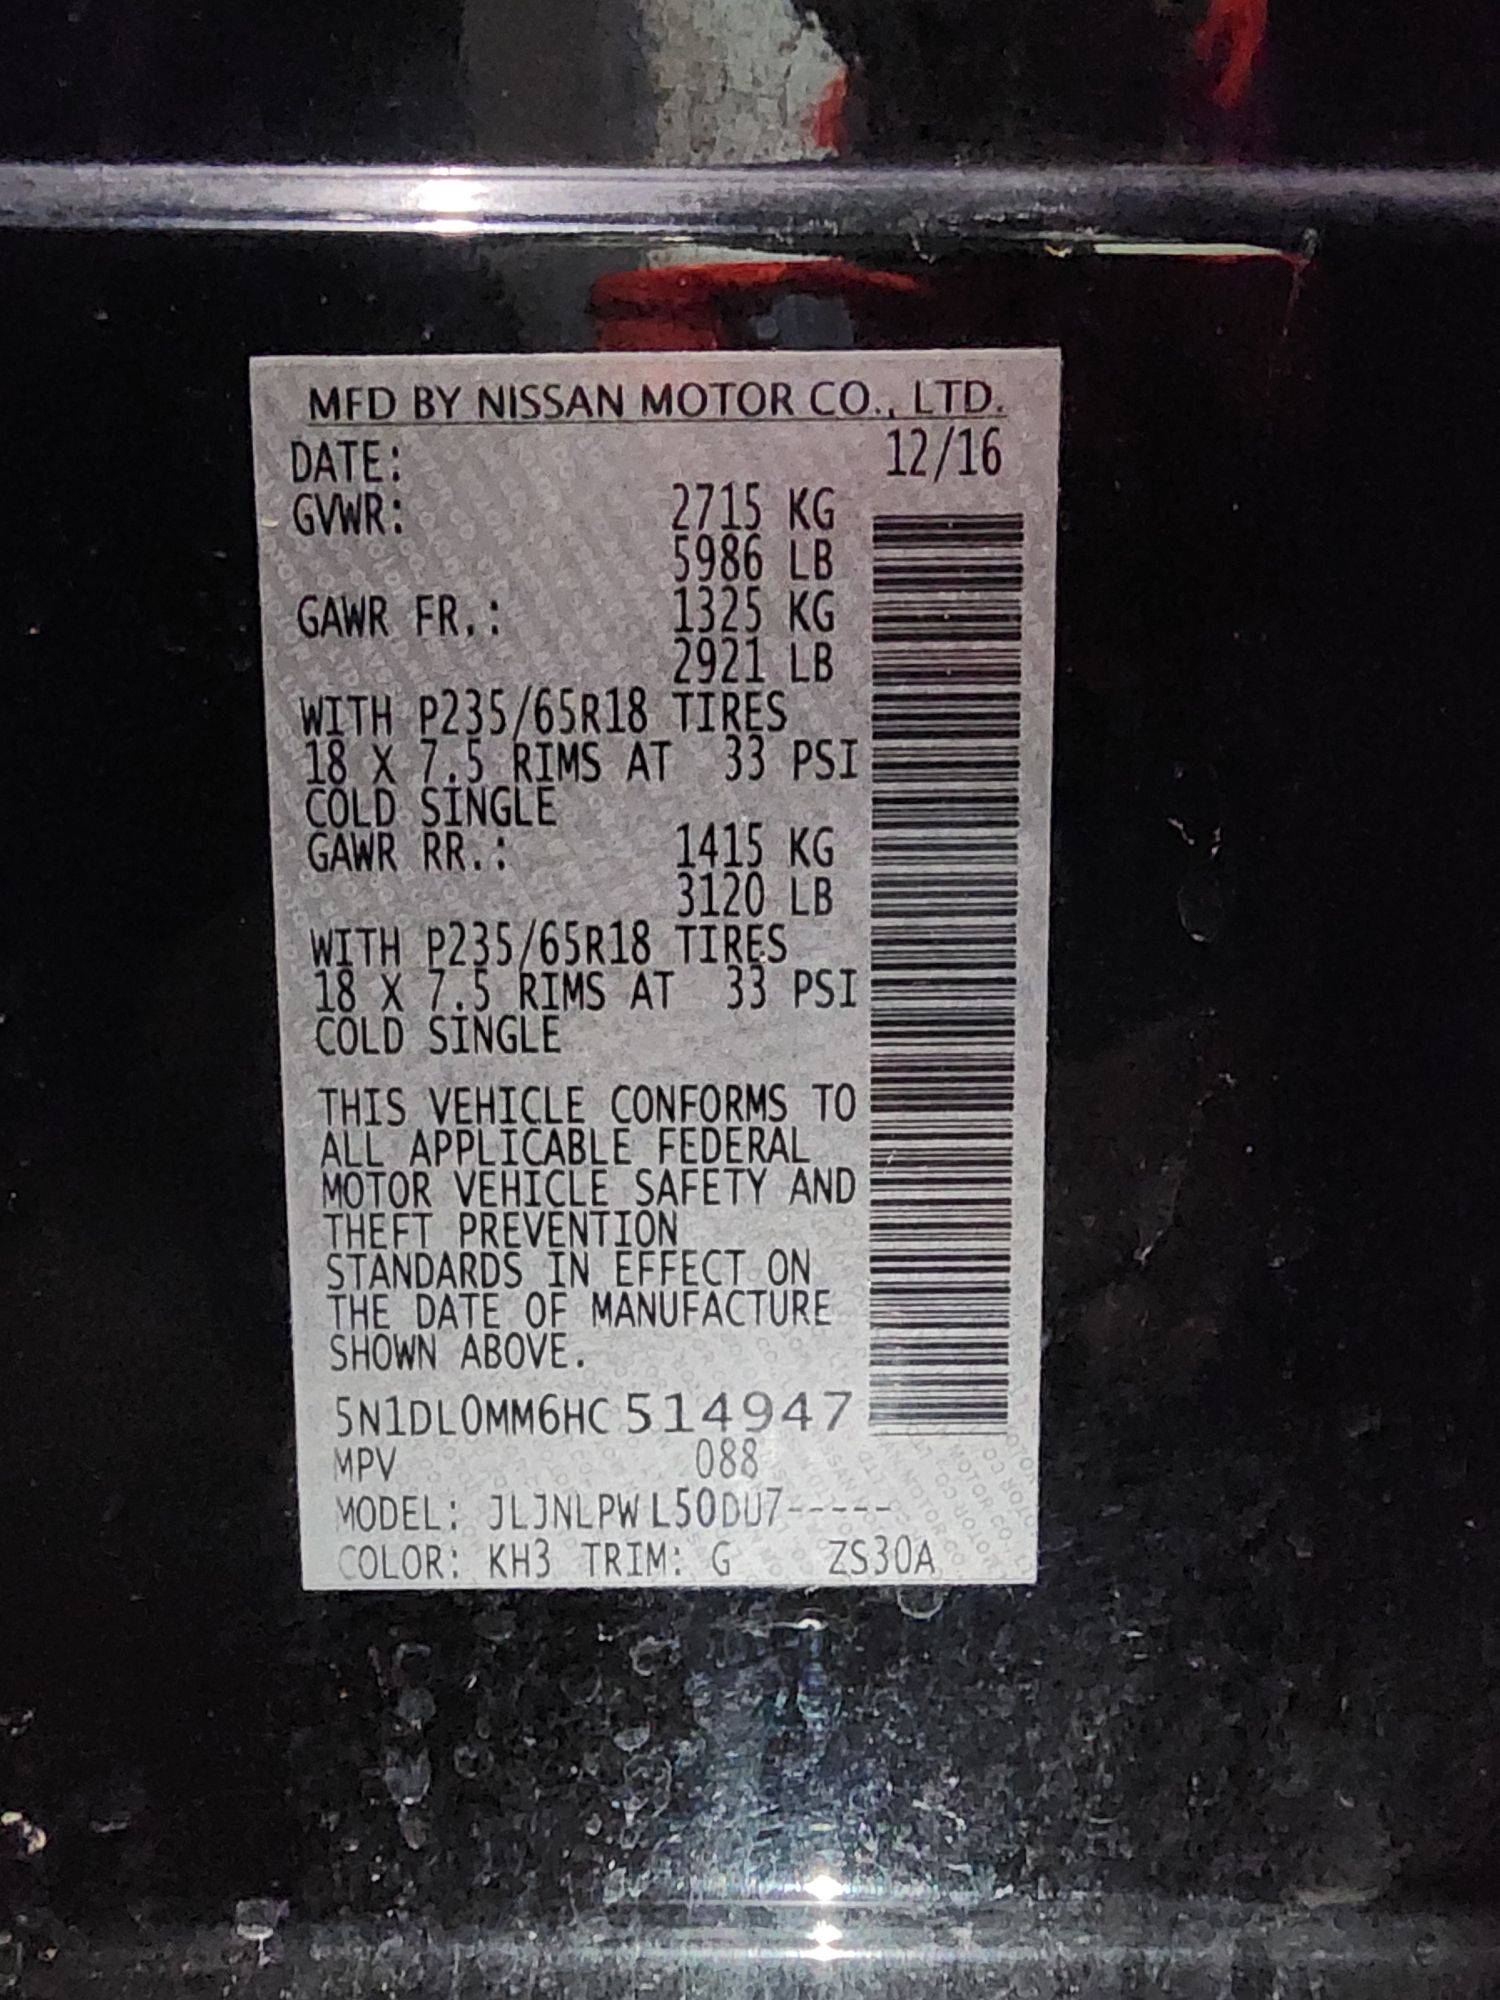 MFD BY NISSAN MOTOR CO., LTD.
DATE: 12/16
GVWR: 2715 KG
5986 LB
GAWR FR.: 1325 KG
2921 LB
WITH P235/65R18 TIRES
18 X 7.5 RIMS AT 33 PSI
COLD SINGLE
GAWR RR.: 1415 KG
3120 LB
WITH P235/65R18 TIRES
18 X 7.5 RIMS AT 33 PSI
COLD SINGLE
THIS VEHICLE CONFORMS TO
ALL APPLICABLE FEDERAL
MOTOR VEHICLE SAFETY AND
THEFT PREVENTION
STANDARDS IN EFFECT ON
THE DATE OF MANUFACTURE
SHOWN ABOVE.
5N1DL0MM6HC514947
MPV 088
MODEL: JLJNLPWL50DU7-----
COLOR: KH3 TRIM: G ZS30A